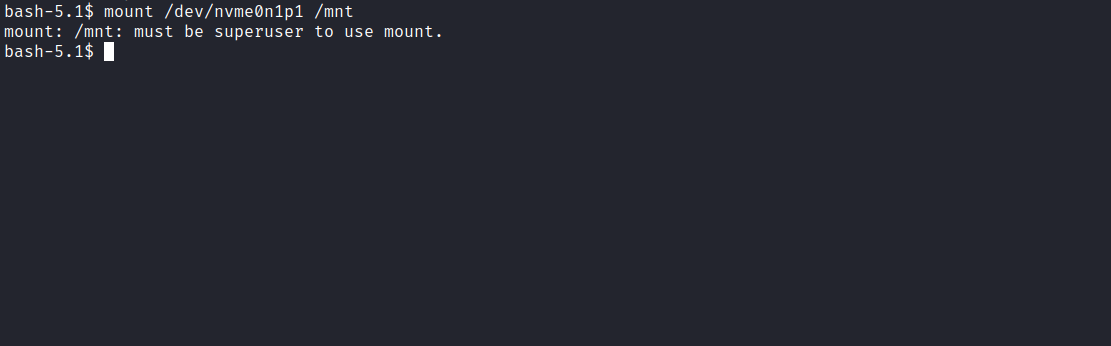 bash-5.1$ mount /dev/nvme0n1p1 /mnt
mount: /mnt: must be superuser to use mount.
bash-5.1$